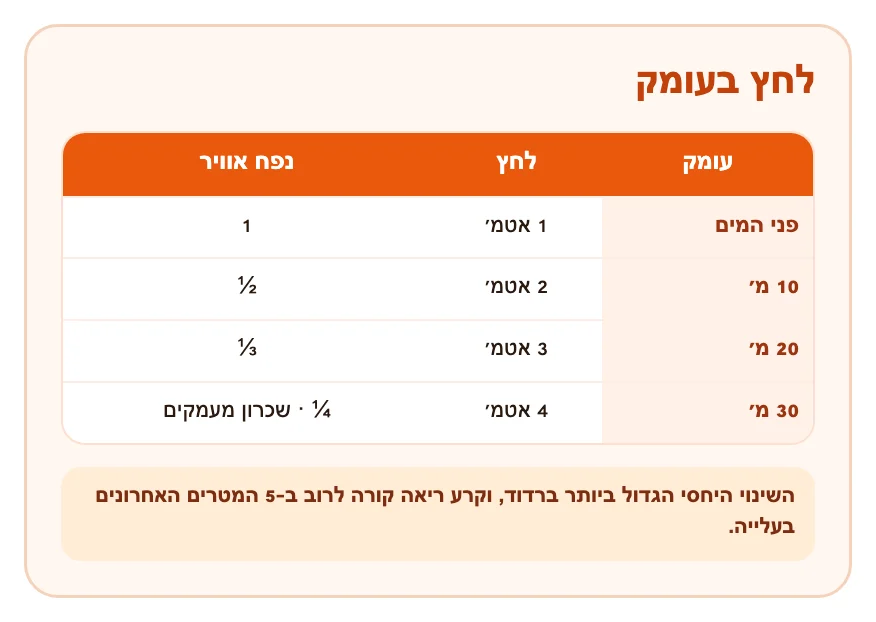 לחץ בעומק
עומק לחץ נפח אוויר
פני המים 1 אטמ׳ 1
10 מ׳ 2 אטמ׳ ½
20 מ׳ 3 אטמ׳ ⅓
30 מ׳ 4 אטמ׳ ¼ · שכרון מעמקים
השינוי היחסי הגדול ביותר ברדוד, וקרע ריאה קורה לרוב ב-5 המטרים האחרונים
בעלייה.